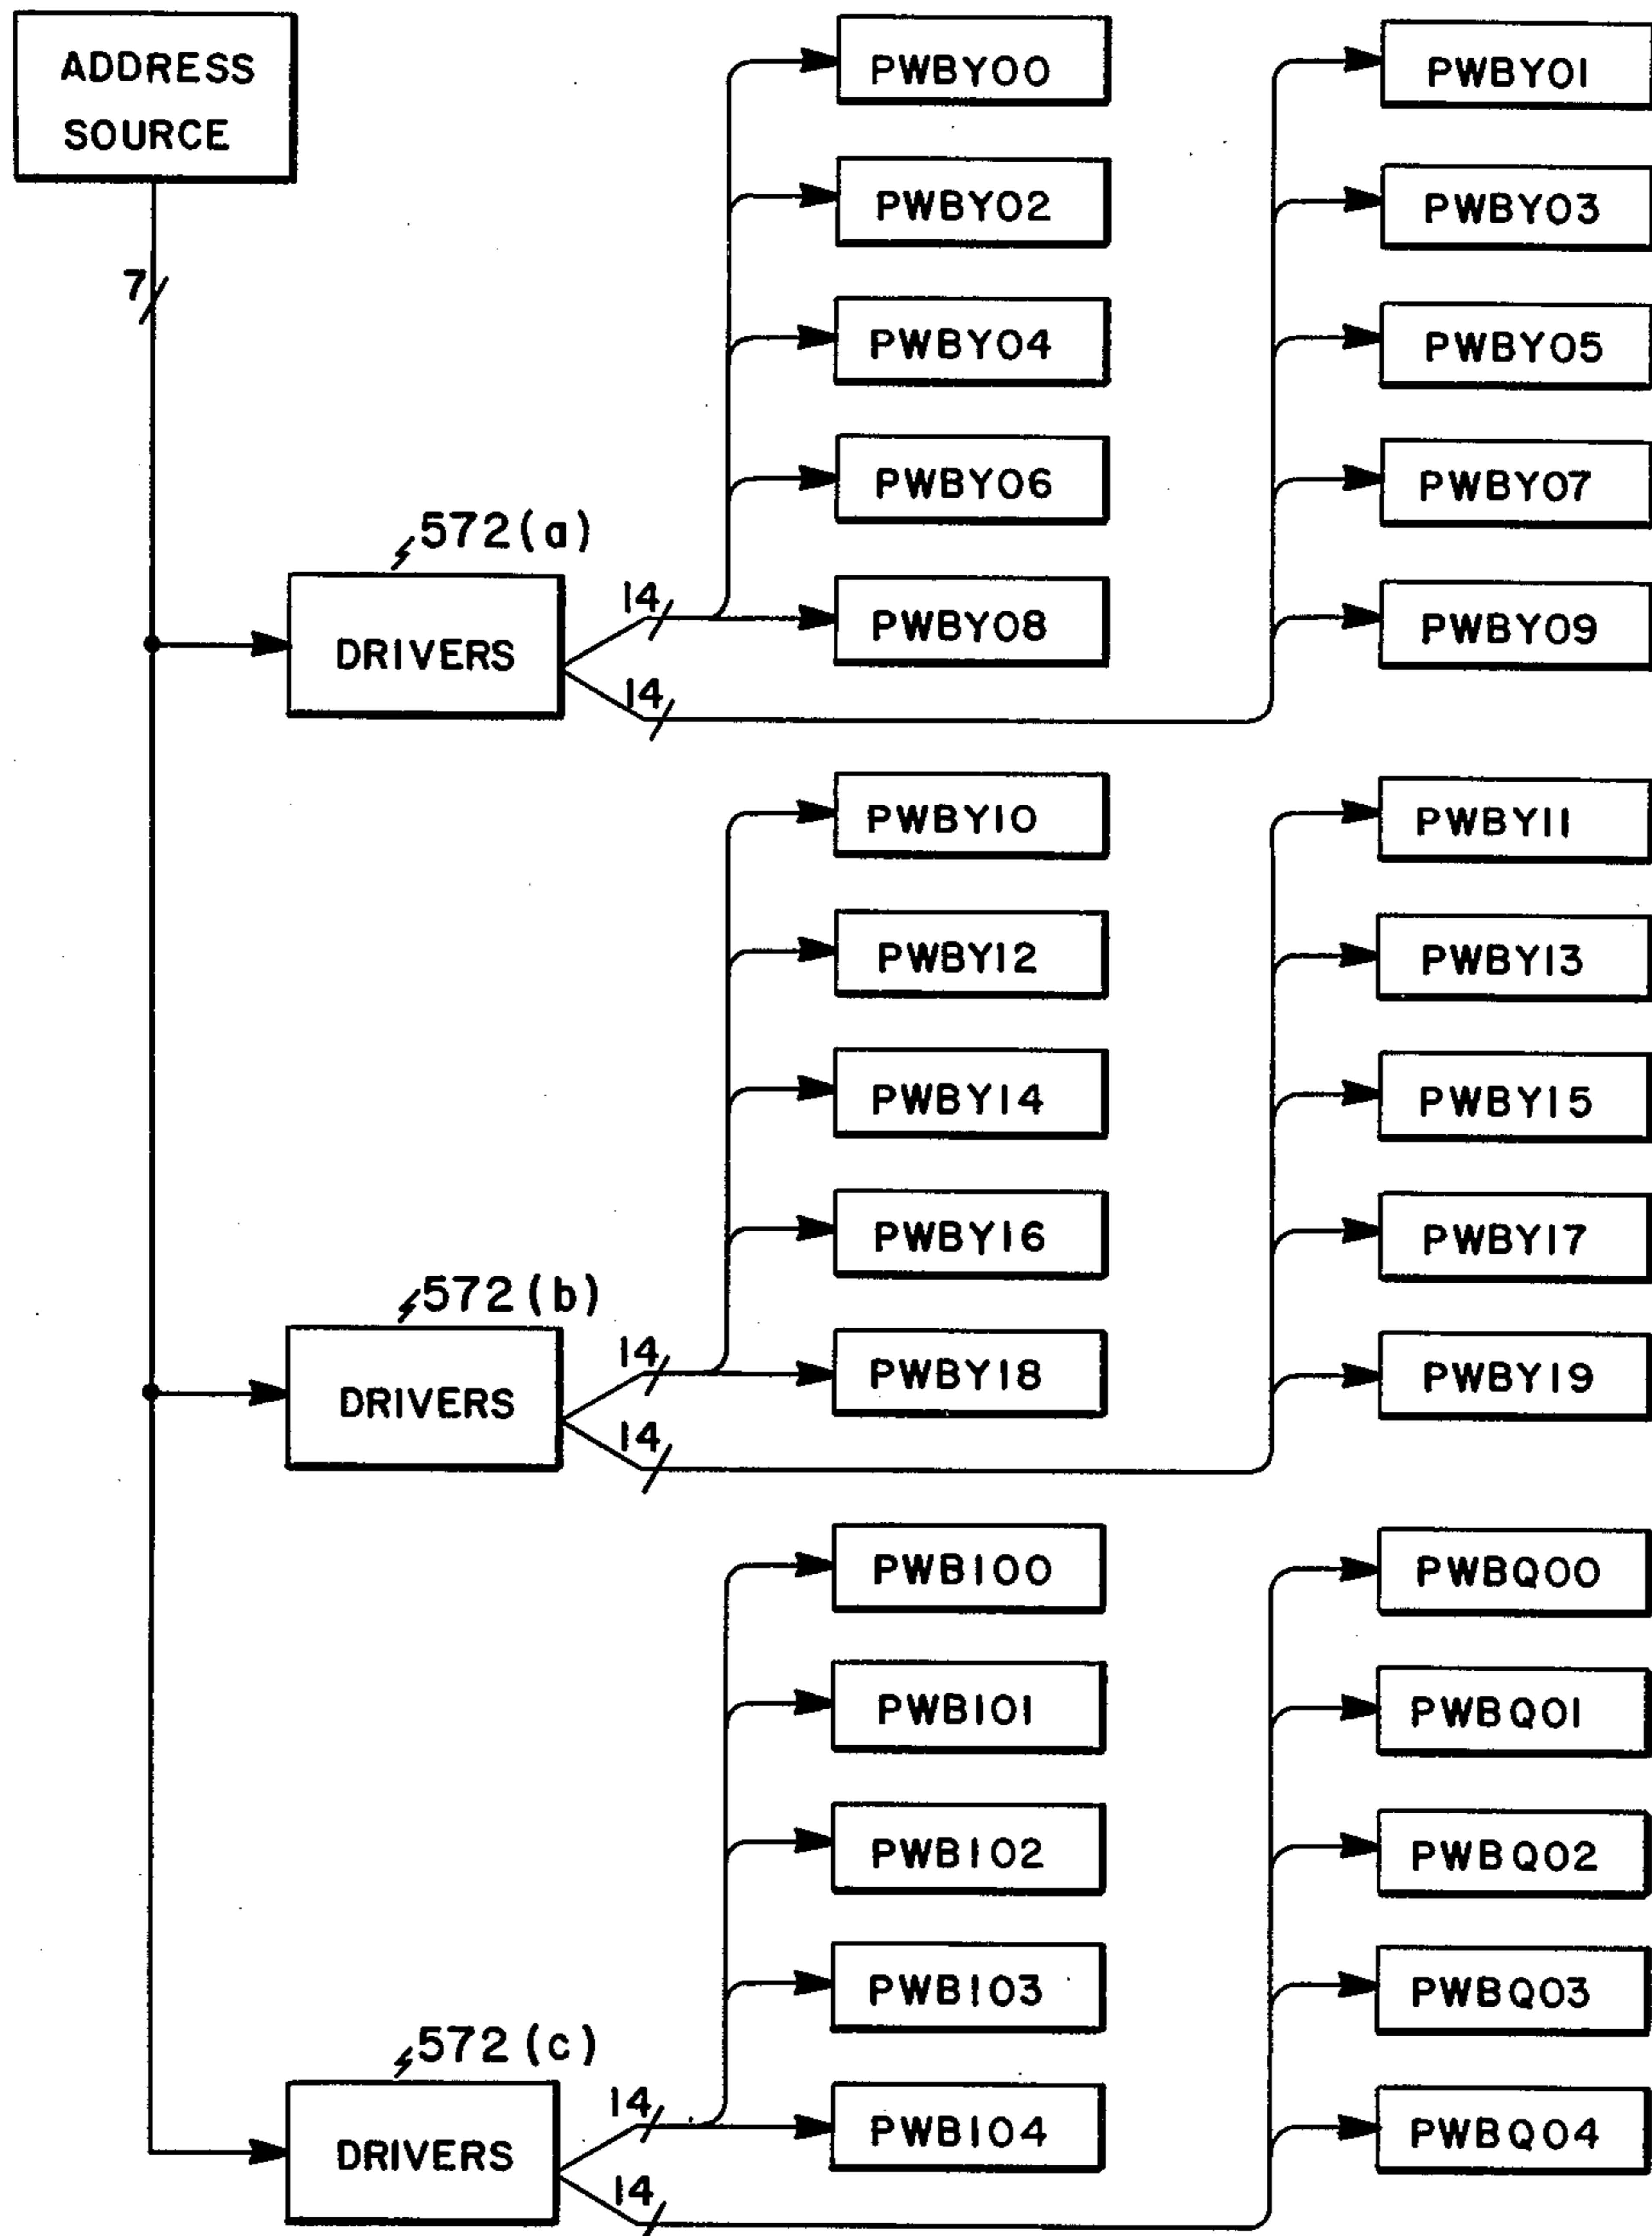 ADDRESS
SOURCE
7
572(a)
DRIVERS
14
14
PWBY00
PWBY02
PWBY04
PWBY06
PWBY08
PWBY01
PWBY03
PWBY05
PWBY07
PWBY09
572(b)
DRIVERS
14
14
PWBY10
PWBY12
PWBY14
PWBY16
PWBY18
PWBY11
PWBY13
PWBY15
PWBY17
PWBY19
572(c)
DRIVERS
14
14
PWBI00
PWBI01
PWBI02
PWBI03
PWBI04
PWBQ00
PWBQ01
PWBQ02
PWBQ03
PWBQ04